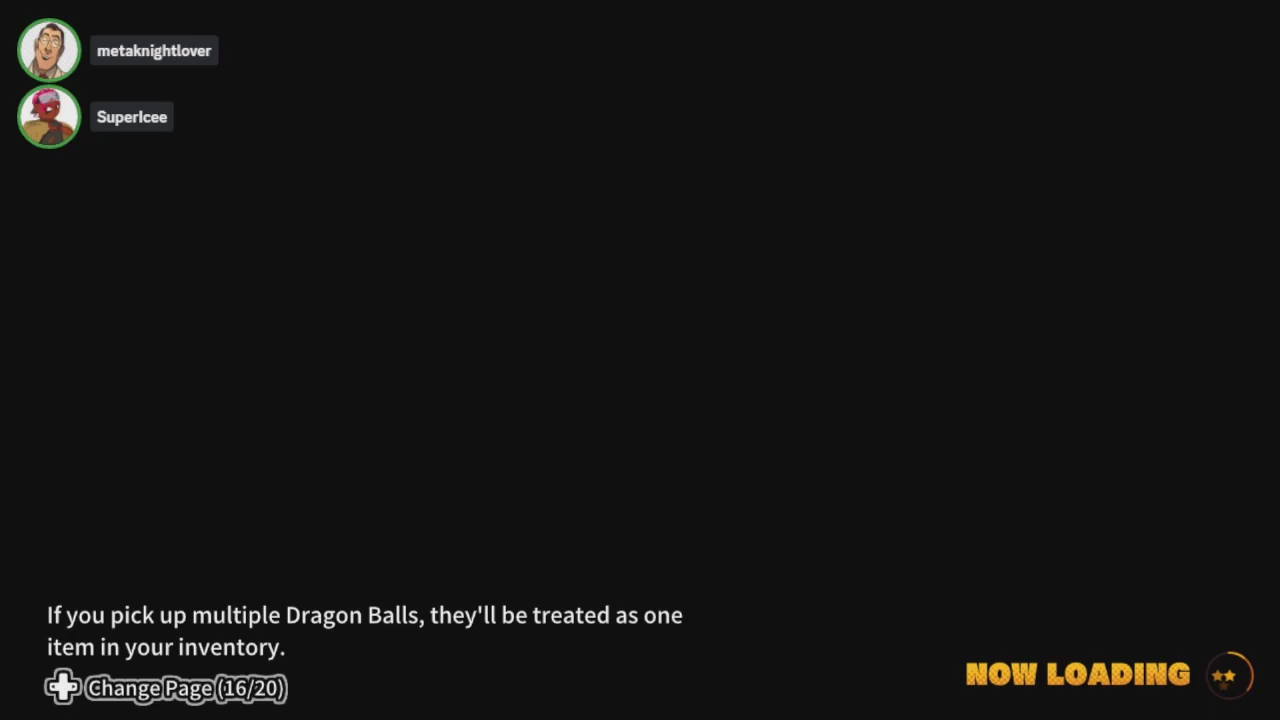 metaknightlover
SuperIcee
If you pick up multiple Dragon Balls, they'll be treated as one
item in your inventory.
Change Page (16/20)
NOW LOADING